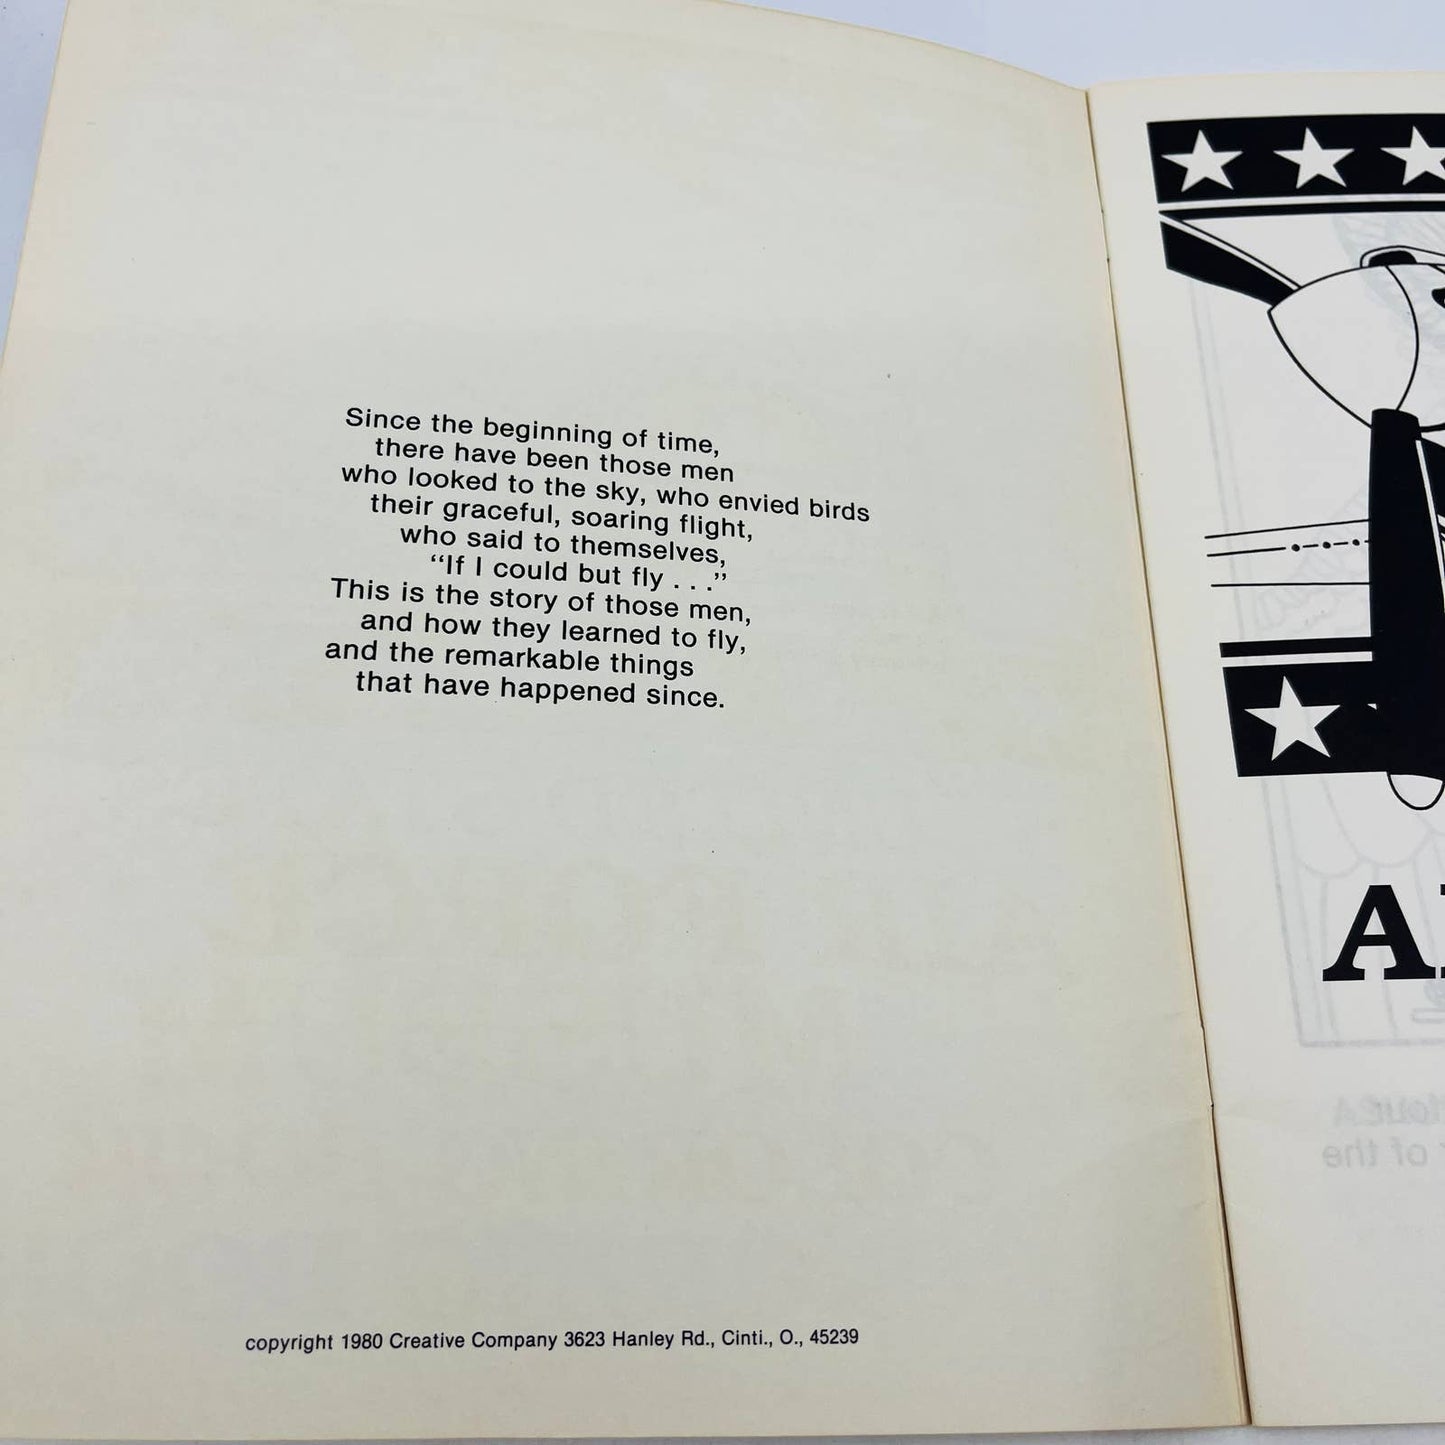 Since the beginning of time,
there have been those men
who looked to the sky, who envied birds
their graceful, soaring flight,
who said to themselves,
“If I could but fly . . .”
This is the story of those men,
and how they learned to fly,
and the remarkable things
that have happened since.
copyright 1980 Creative Company 3623 Hanley Rd., Cinti., O., 45239
of the